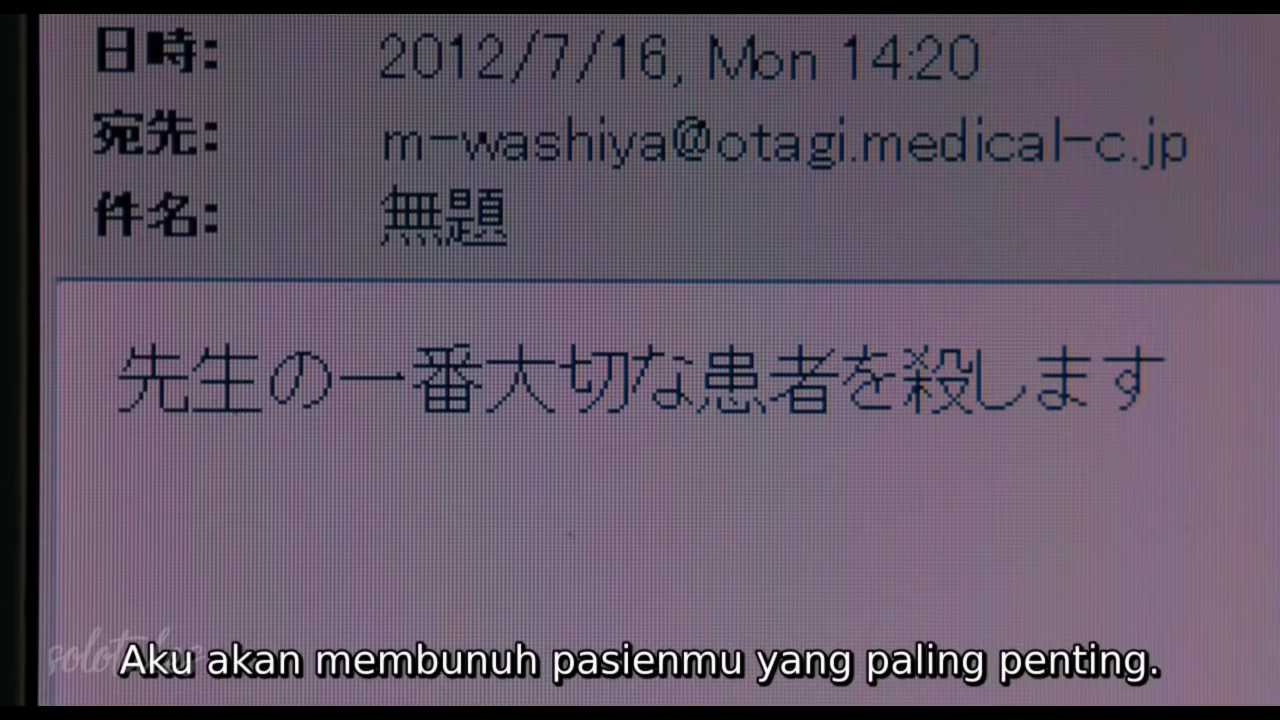 日時: 2012/7/16, Mon 14:20
宛先: m-washiya@otagi.medical-c.jp
件名: 無題
先生の一番大切な患者を殺します
Aku akan membunuh pasienmu yang paling penting.